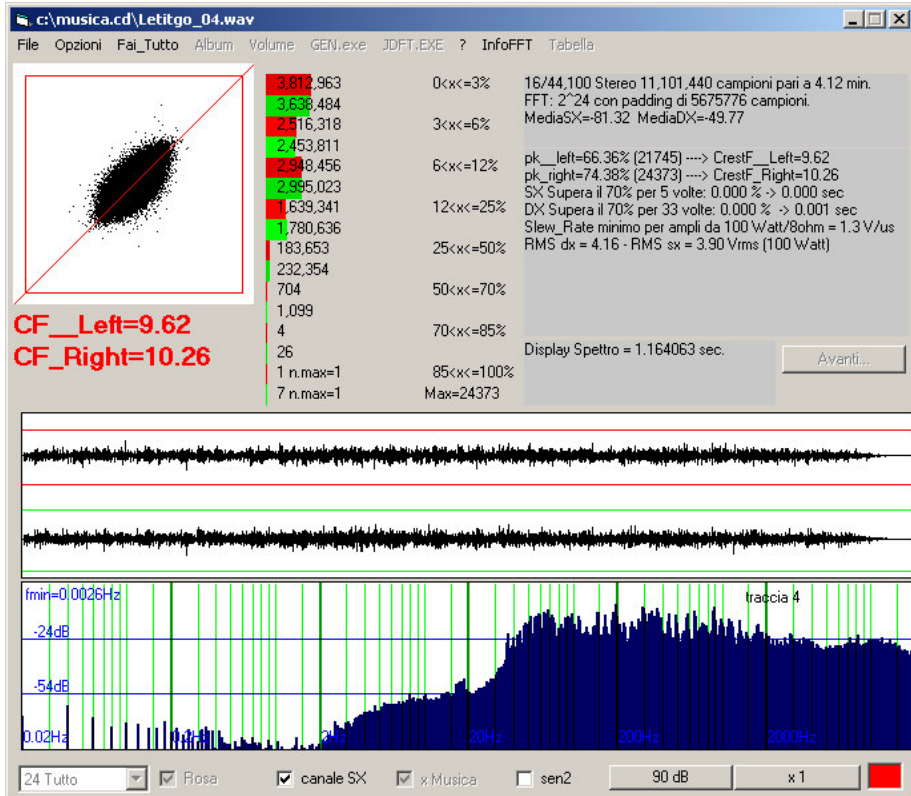 c:\musica.cd\Letitgo_04.wav
File Opzioni Fai_Tutto Album Volume GEN.exe JDFT.EXE ? InfoFFT Tabella
3,812,963 0<x<=3%
3,638,484
2,516,318 3<x<=6%
2,453,811
2,948,456 6<x<=12%
2,995,023
1,639,341 12<x<=25%
1,780,636
183,653 25<x<=50%
232,354
704 50<x<=70%
1,099
4 70<x<=85%
26
1 n.max=1 85<x<=100%
7 n.max=1 Max=24373
CF__Left=9.62
CF_Right=10.26
16/44,100 Stereo 11,101,440 campioni pari a 4.12 min.
FFT: 2^24 con padding di 5675776 campioni.
MediaSX=-81.32 MediaDX=-49.77
pk__left=66.36% (21745) ----> CrestF__Left=9.62
pk_right=74.38% (24373) ----> CrestF_Right=10.26
SX Supera il 70% per 5 volte: 0.000 % -> 0.000 sec
DX Supera il 70% per 33 volte: 0.000 % -> 0.001 sec
Slew_Rate minimo per ampli da 100 Watt/8ohm = 1.3 V/us
RMS dx = 4.16 - RMS sx = 3.90 Vrms (100 Watt)
Display Spettro = 1.164063 sec.
Avanti...
fmin=0.0026Hz
traccia 4
-24dB
-54dB
0.02Hz 0.2Hz 2Hz 20Hz 200Hz 2000Hz
24 Tutto Rosa canale SX x Musica sen2 90 dB x 1